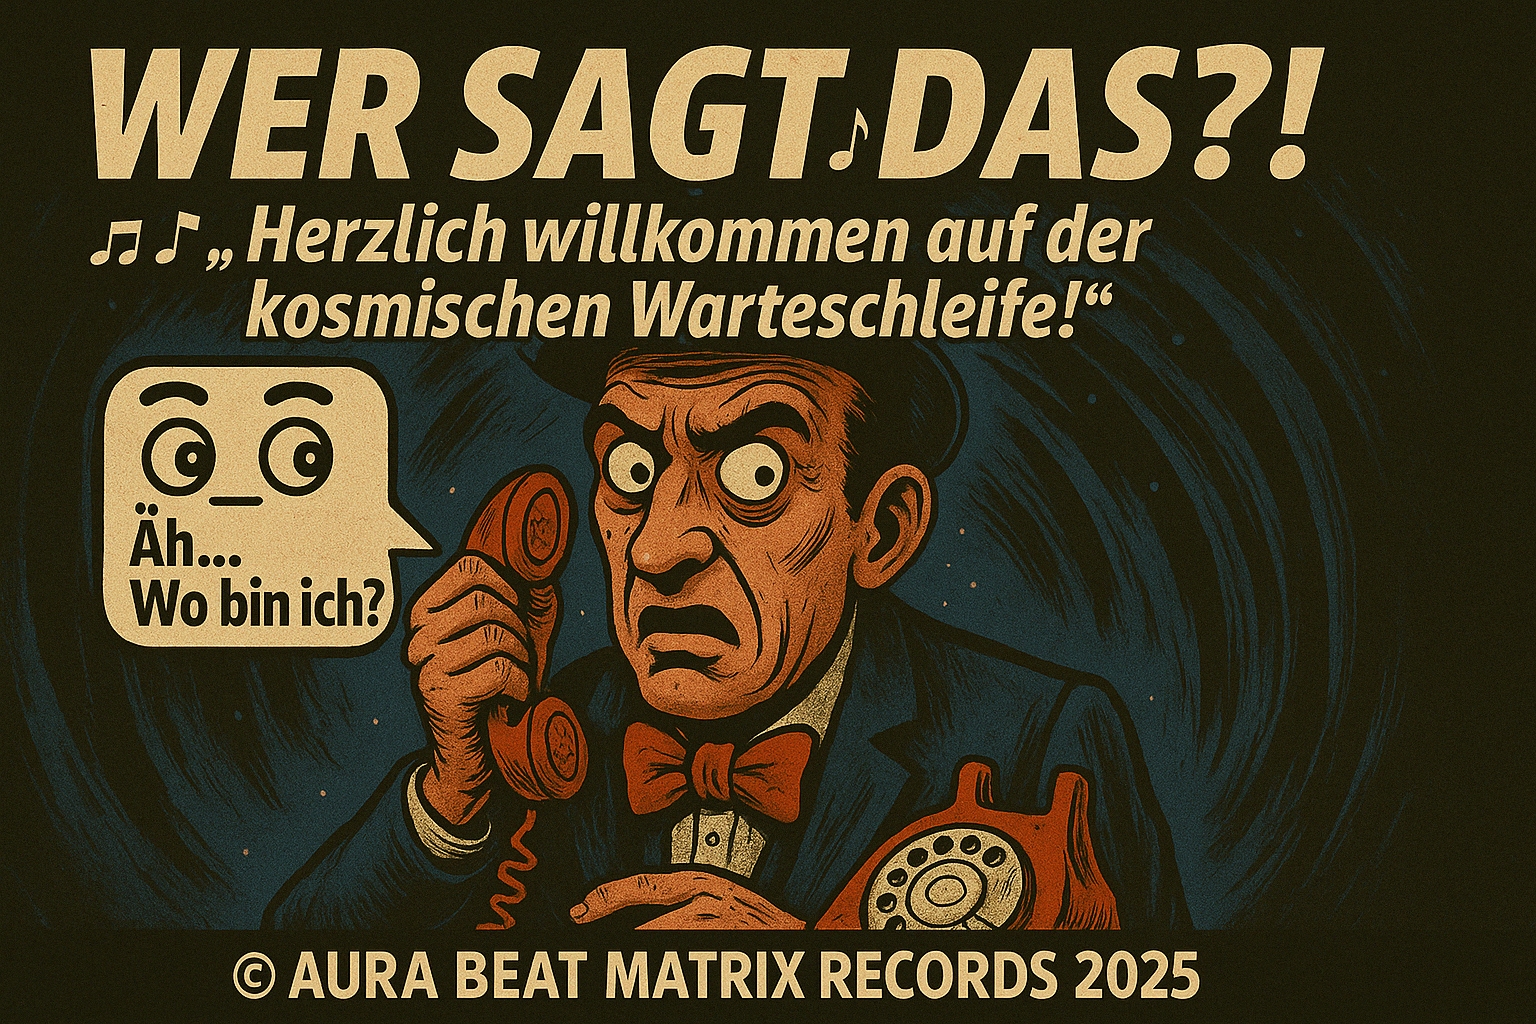 WER SAGT♪DAS?!
♫ ♪ „Herzlich willkommen auf der
kosmischen Warteschleife!“
Äh...
Wo bin ich?
© AURA BEAT MATRIX RECORDS 2025